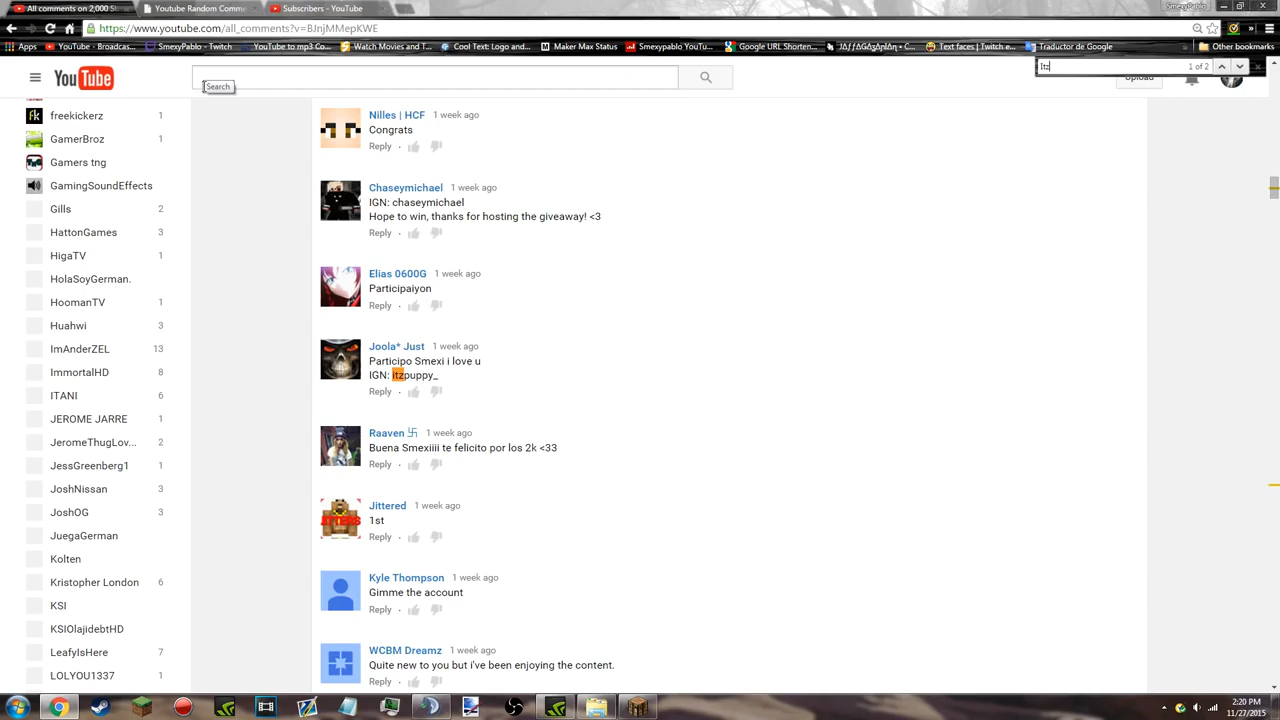 All comments on 2,000 S
Youtube Random Comme
Subscribers - YouTube
SmexyPablo
https://www.youtube.com/all_comments?v=BJnjMMepKWE
Apps
YouTube - Broadcas...
SmexyPablo - Twitch
YouTube to mp3 Co...
Watch Movies and T...
Cool Text: Logo and...
Maker Max Status
Smexypablo YouTu...
Google URL Shorten...
Text faces | Twitch e...
Traductor de Google
Other bookmarks
Itz
1 of 2
YouTube
Search
Upload
freekickerz 1
GamerBroz 1
Gamers tng
GamingSoundEffects
Gills 2
HattonGames 3
HigaTV 1
HolaSoyGerman.
HoomanTV 1
Huahwi 3
ImAnderZEL 13
ImmortalHD 3
ITANI 6
JEROME JARRE 1
JeromeThugLov... 2
JessGreenberg1 1
JoshNissan 3
JoshOG 3
JuegaGerman
Kolten
Kristopher London 6
KSI
KSIOlajidebtHD
LeafyIsHere 7
LOLYOU1337 1
Nilles | HCF 1 week ago
Congrats
Reply
Chaseymichael 1 week ago
IGN: chaseymichael
Hope to win, thanks for hosting the giveaway! <3
Reply
Elias 0600G 1 week ago
Participaiyon
Reply
Joola* Just 1 week ago
Participo Smexi i love u
IGN: itzpuppy_
Reply
Raaven 卐 1 week ago
Buena Smexiiii te felicito por los 2k <33
Reply
JITTERS
Jittered 1 week ago
1st
Reply
Kyle Thompson 1 week ago
Gimme the account
Reply
WCBM Dreamz 1 week ago
Quite new to you but i've been enjoying the content.
Reply
2:20 PM
11/27/2015